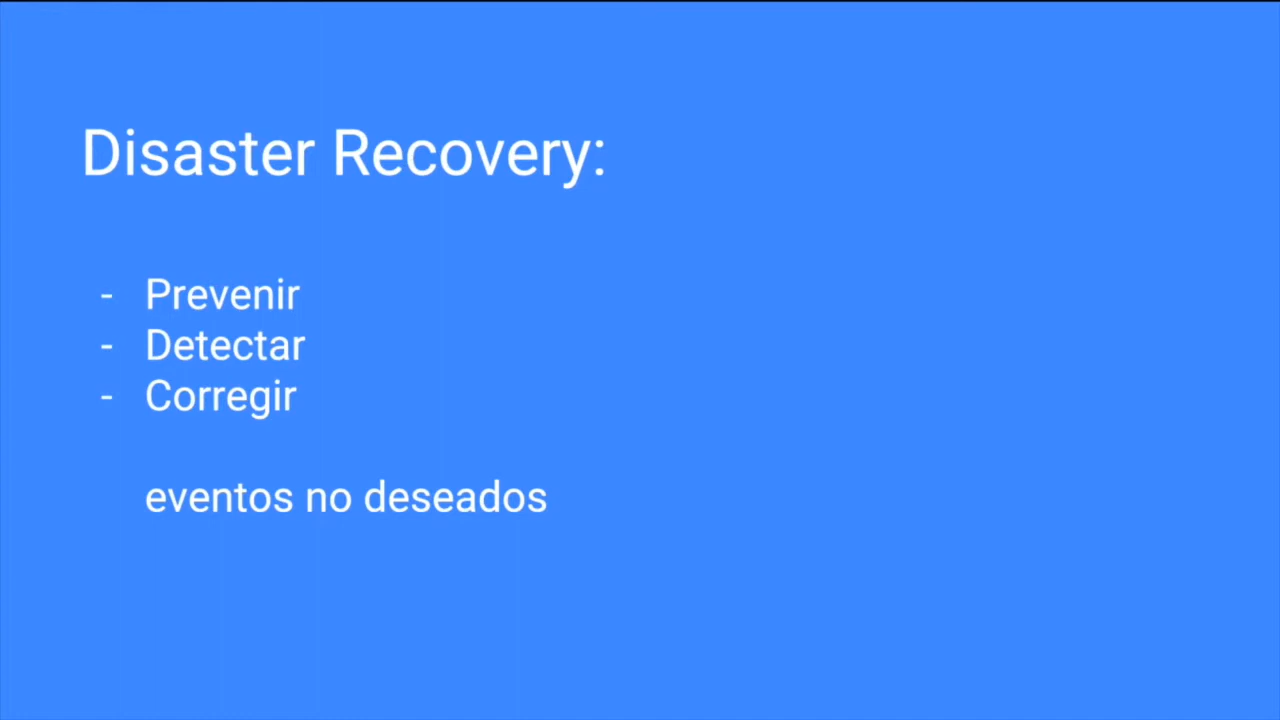 Disaster Recovery:
- Prevenir
- Detectar
- Corregir
eventos no deseados